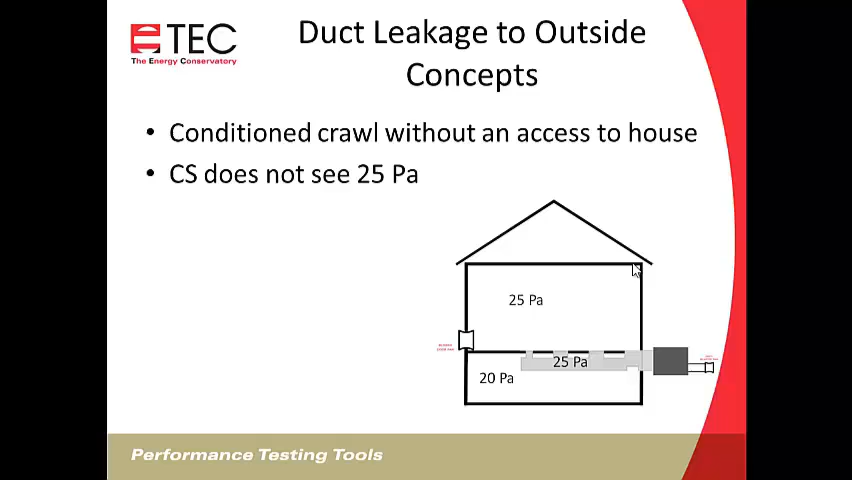 TEC
The Energy Conservatory
Duct Leakage to Outside
Concepts
• Conditioned crawl without an access to house
• CS does not see 25 Pa
25 Pa
25 Pa
20 Pa
Performance Testing Tools